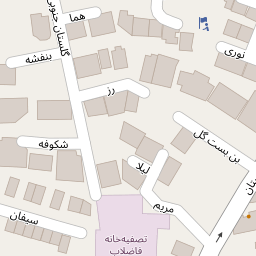 هما
گلستان جنوبی
بنفشه
نوری
رز
بن بست گل
شکوفه
لیلا
مریم
سیفان
تصفیه‌خانه
فاضلاب